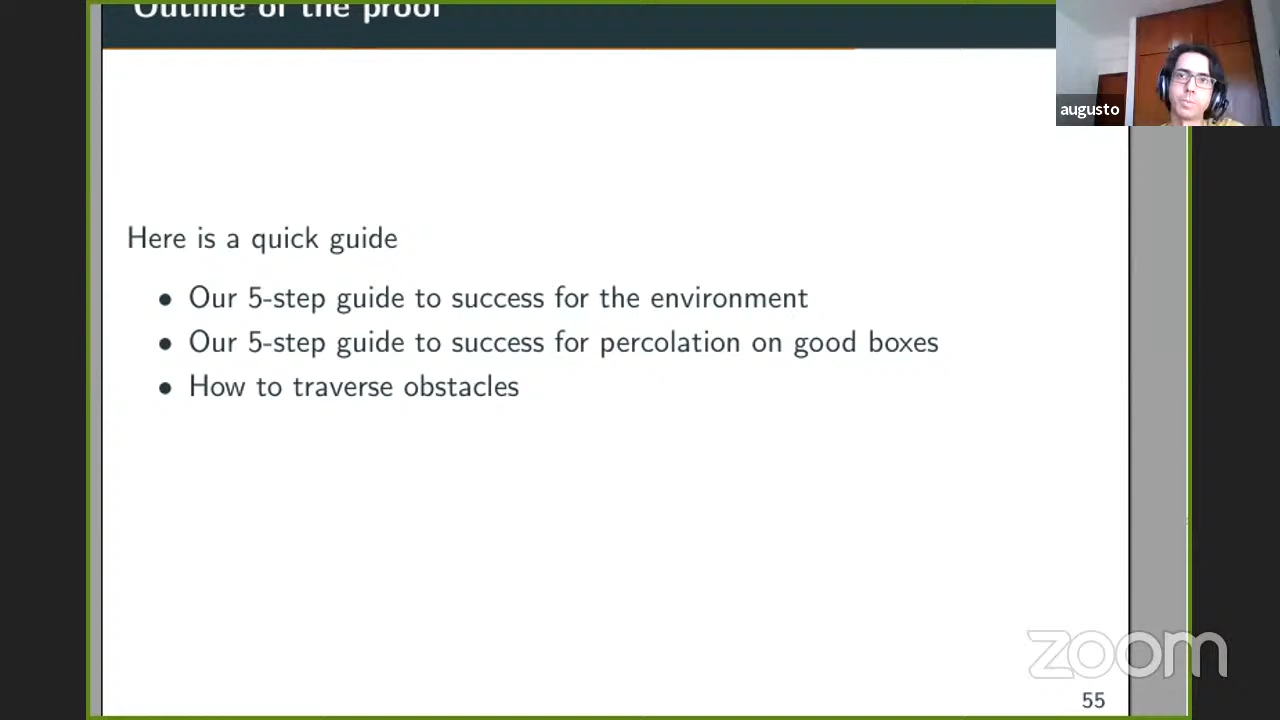 Outline of the proof
augusto
Here is a quick guide
• Our 5-step guide to success for the environment
• Our 5-step guide to success for percolation on good boxes
• How to traverse obstacles
zoom
55